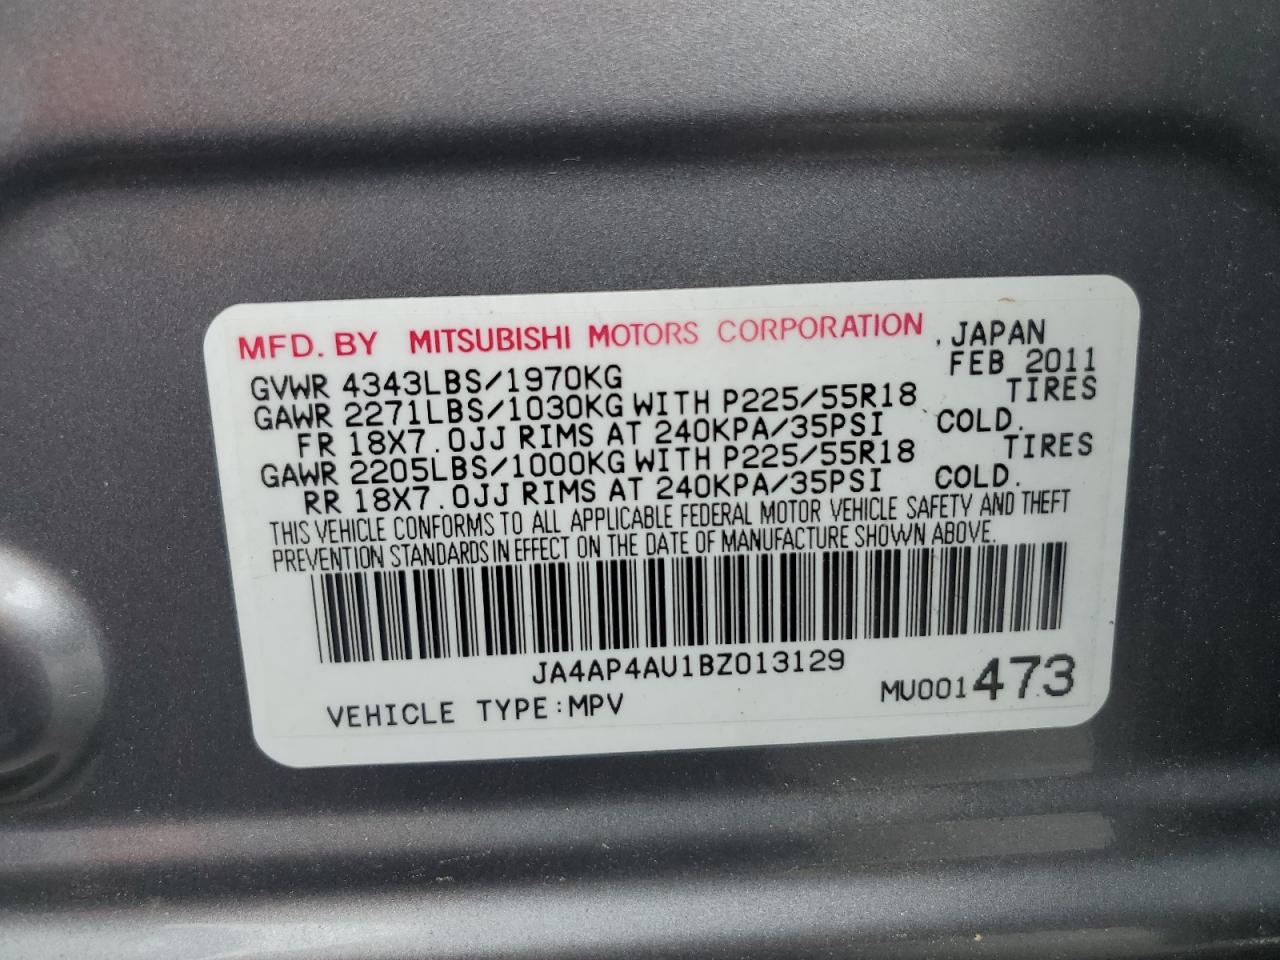 MFD. BY MITSUBISHI MOTORS CORPORATION , JAPAN
GVWR 4343LBS/1970KG FEB 2011
GAWR 2271LBS/1030KG WITH P225/55R18 TIRES
FR 18X7.0JJ RIMS AT 240KPA/35PSI COLD.
GAWR 2205LBS/1000KG WITH P225/55R18 TIRES
RR 18X7.0JJ RIMS AT 240KPA/35PSI COLD.
THIS VEHICLE CONFORMS TO ALL APPLICABLE FEDERAL MOTOR VEHICLE SAFETY AND THEFT
PREVENTION STANDARDS IN EFFECT ON THE DATE OF MANUFACTURE SHOWN ABOVE.
JA4AP4AU1BZ013129
VEHICLE TYPE:MPV MU001473